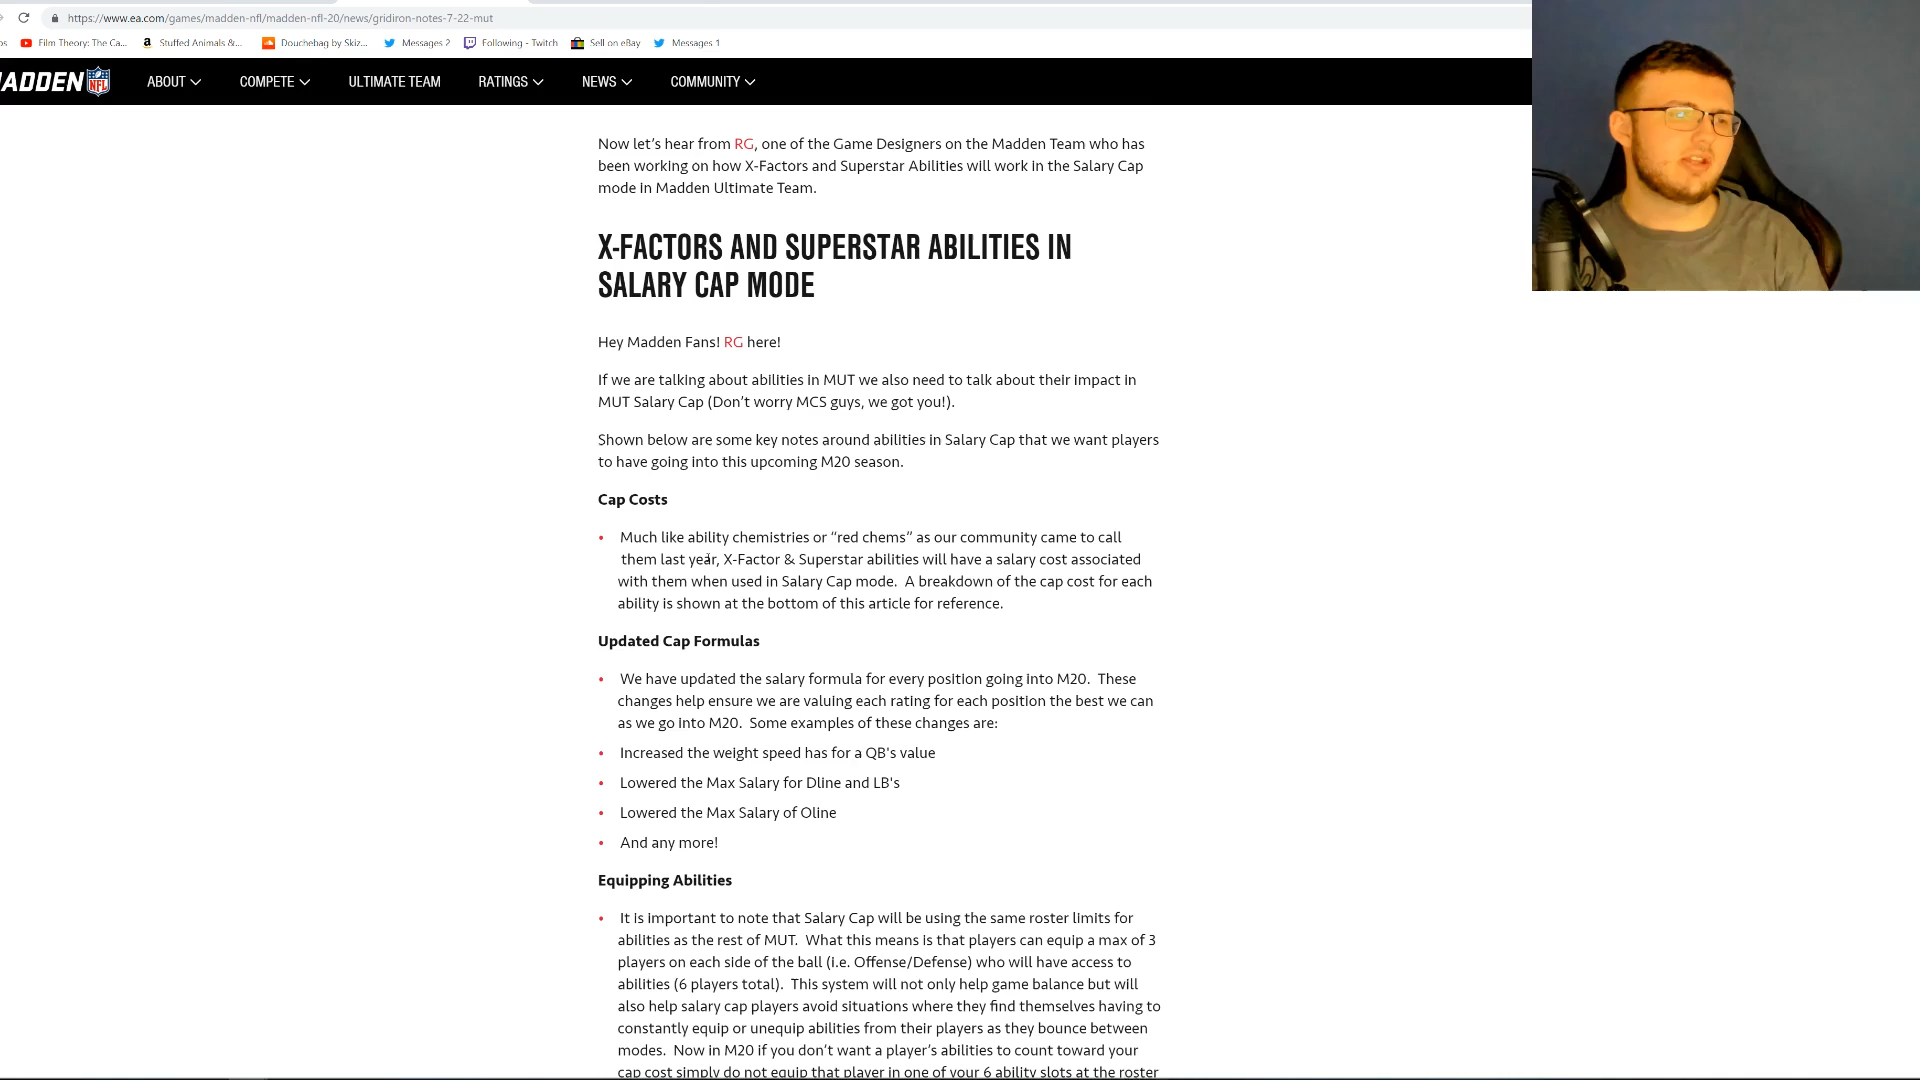 https://www.ea.com/games/madden-nfl/madden-nfl-20/news/gridiron-notes-7-22-mut
Film Theory: The Ca... Stuffed Animals &... Douchebag by Skiz... Messages 2 Following - Twitch Sell on eBay Messages 1
ADDEN NFL ABOUT COMPETE ULTIMATE TEAM RATINGS NEWS COMMUNITY
Now let's hear from RG, one of the Game Designers on the Madden Team who has
been working on how X-Factors and Superstar Abilities will work in the Salary Cap
mode in Madden Ultimate Team.
X-FACTORS AND SUPERSTAR ABILITIES IN
SALARY CAP MODE
Hey Madden Fans! RG here!
If we are talking about abilities in MUT we also need to talk about their impact in
MUT Salary Cap (Don't worry MCS guys, we got you!).
Shown below are some key notes around abilities in Salary Cap that we want players
to have going into this upcoming M20 season.
Cap Costs
• Much like ability chemistries or “red chems” as our community came to call
them last year, X-Factor & Superstar abilities will have a salary cost associated
with them when used in Salary Cap mode. A breakdown of the cap cost for each
ability is shown at the bottom of this article for reference.
Updated Cap Formulas
• We have updated the salary formula for every position going into M20. These
changes help ensure we are valuing each rating for each position the best we can
as we go into M20. Some examples of these changes are:
• Increased the weight speed has for a QB's value
• Lowered the Max Salary for Dline and LB's
• Lowered the Max Salary of Oline
• And any more!
Equipping Abilities
• It is important to note that Salary Cap will be using the same roster limits for
abilities as the rest of MUT. What this means is that players can equip a max of 3
players on each side of the ball (i.e. Offense/Defense) who will have access to
abilities (6 players total). This system will not only help game balance but will
also help salary cap players avoid situations where they find themselves having to
constantly equip or unequip abilities from their players as they bounce between
modes. Now in M20 if you don't want a player's abilities to count toward your
cap cost simply do not equip that player in one of your 6 ability slots at the roster